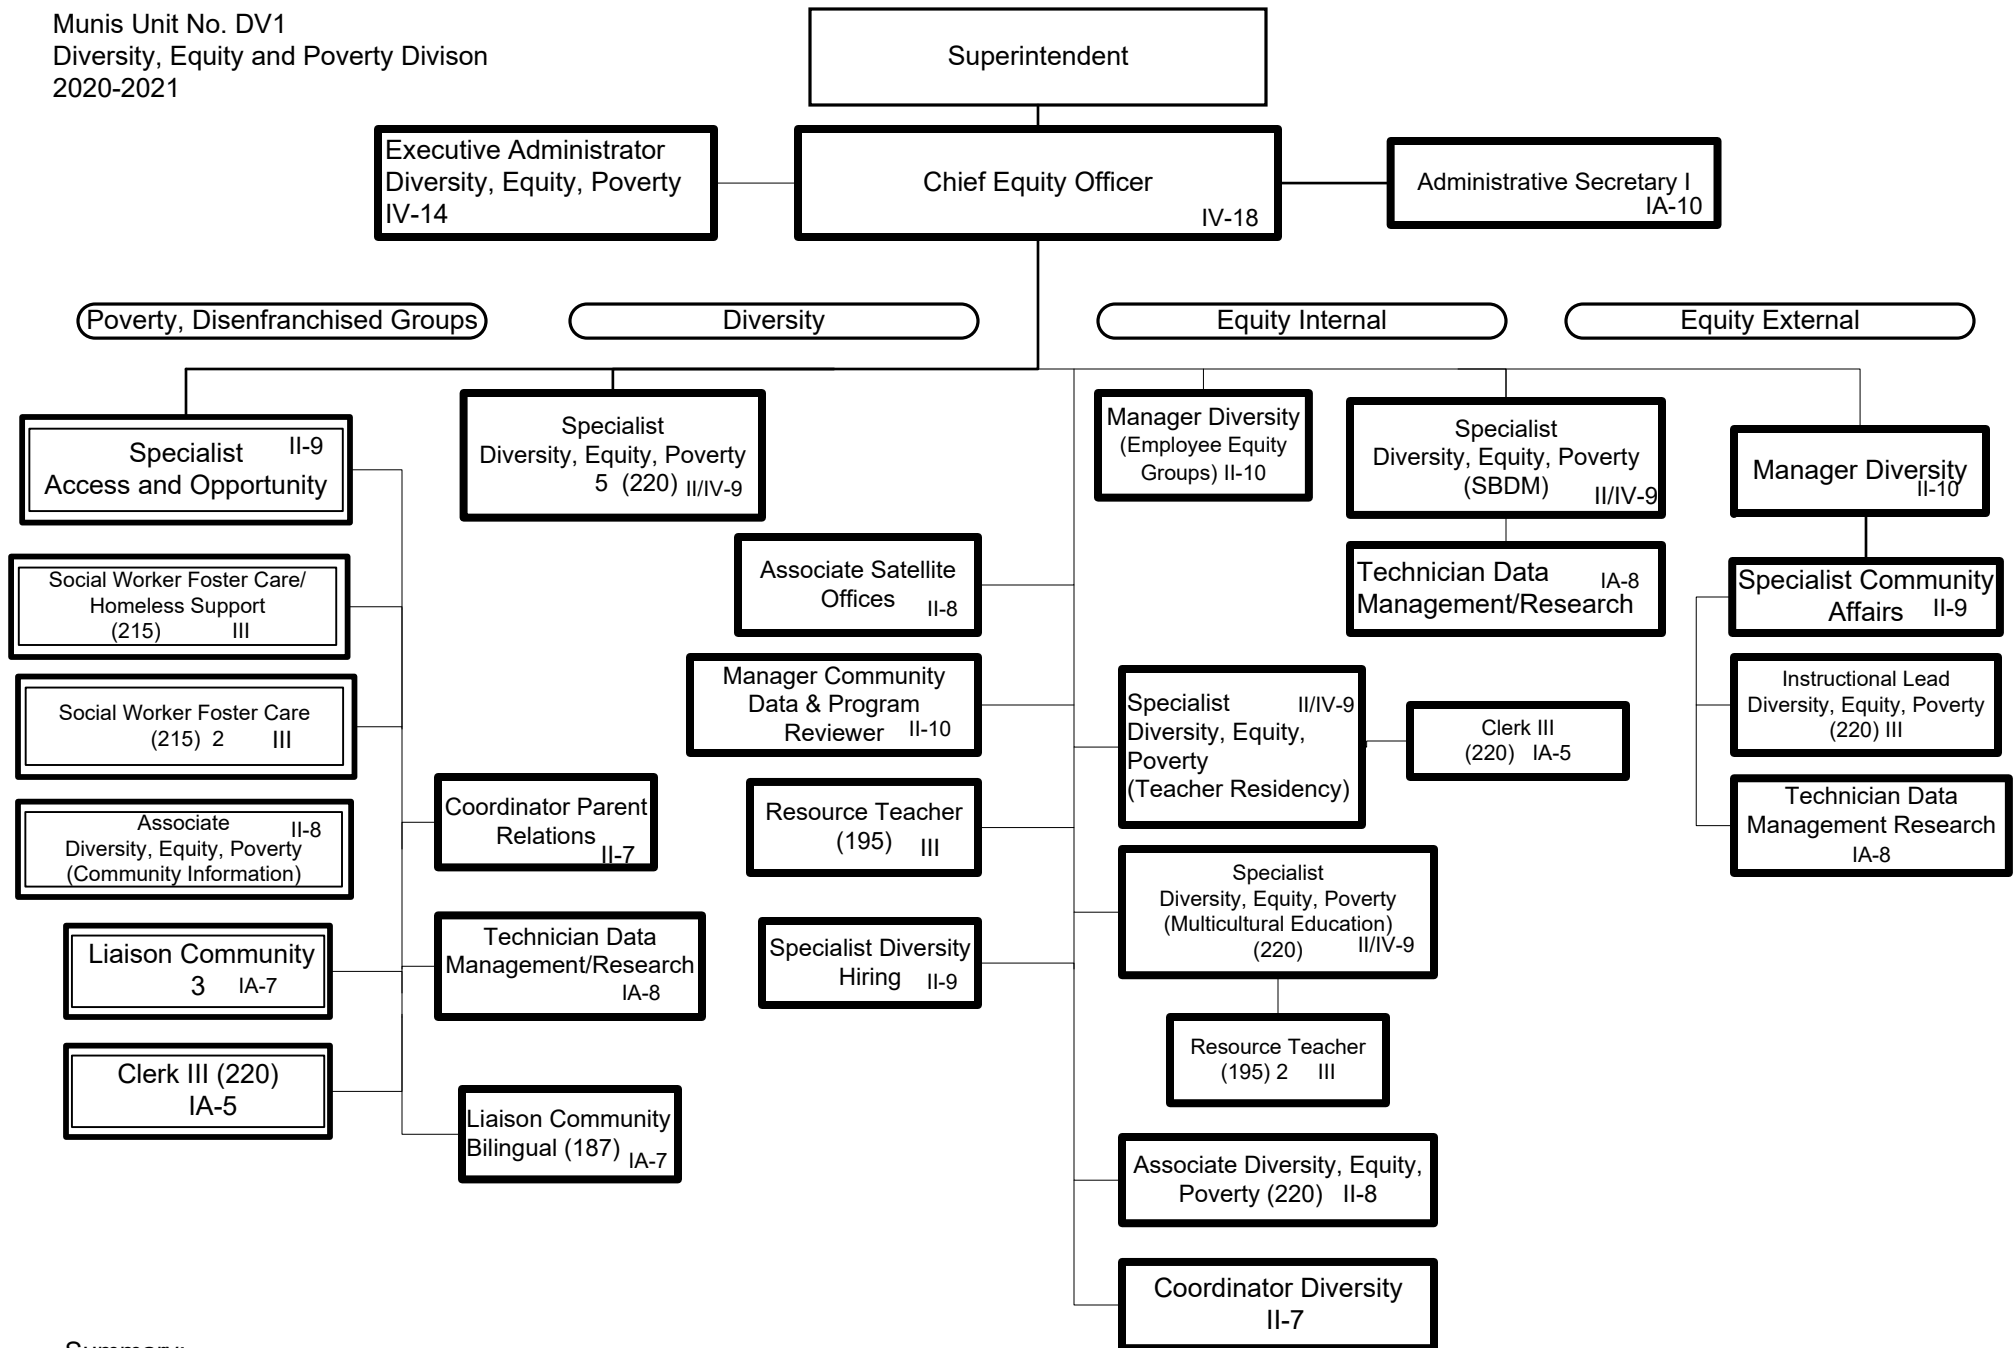 Munis Unit No. DV1
Diversity, Equity and Poverty Divison
2020-2021
Superintendent
Executive Administrator
Diversity, Equity, Poverty
IV-14
Chief Equity Officer
IV-18
Administrative Secretary I
IA-10
Poverty, Disenfranchised Groups
Diversity
Equity Internal
Equity External
Specialist II-9
Access and Opportunity
Social Worker Foster Care/
Homeless Support
(215) III
Social Worker Foster Care
(215) 2 III
Associate II-8
Diversity, Equity, Poverty
(Community Information)
Liaison Community
3 IA-7
Clerk III (220)
IA-5
Coordinator Parent
Relations
II-7
Technician Data
Management/Research
IA-8
Liaison Community
Bilingual (187) IA-7
Specialist
Diversity, Equity, Poverty
5 (220) II/IV-9
Associate Satellite
Offices II-8
Manager Community
Data & Program
Reviewer II-10
Resource Teacher
(195) III
Specialist Diversity
Hiring II-9
Manager Diversity
(Employee Equity
Groups) II-10
Specialist
Diversity, Equity, Poverty
(SBDM) II/IV-9
Technician Data IA-8
Management/Research
Specialist II/IV-9
Diversity, Equity,
Poverty
(Teacher Residency)
Clerk III
(220) IA-5
Specialist
Diversity, Equity, Poverty
(Multicultural Education)
(220) II/IV-9
Resource Teacher
(195) 2 III
Associate Diversity, Equity,
Poverty (220) II-8
Coordinator Diversity
II-7
Manager Diversity
II-10
Specialist Community
Affairs II-9
Instructional Lead
Diversity, Equity, Poverty
(220) III
Technician Data
Management Research
IA-8
Summary: